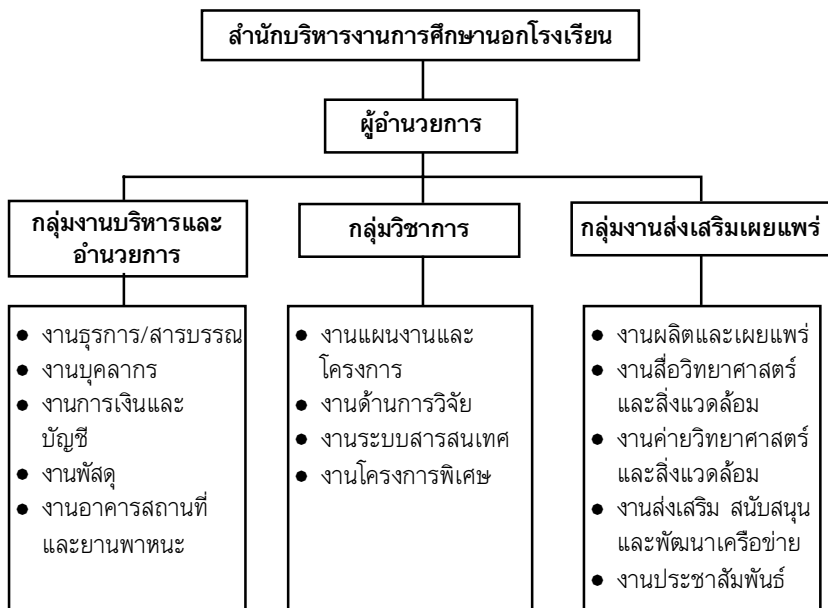 สำนักบริหารงานการศึกษานอกโรงเรียน
ผู้อำนวยการ
กลุ่มงานบริหารและ
อำนวยการ
● งานธุรการ/สารบรรณ
● งานบุคลากร
● งานการเงินและ
บัญชี
● งานพัสดุ
● งานอาคารสถานที่
และยานพาหนะ
กลุ่มวิชาการ
● งานแผนงานและ
โครงการ
● งานด้านการวิจัย
● งานระบบสารสนเทศ
● งานโครงการพิเศษ
กลุ่มงานส่งเสริมเผยแพร่
● งานผลิตและเผยแพร่
● งานสื่อวิทยาศาสตร์
และสิ่งแวดล้อม
● งานค่ายวิทยาศาสตร์
และสิ่งแวดล้อม
● งานส่งเสริม สนับสนุน
และพัฒนาเครือข่าย
● งานประชาสัมพันธ์